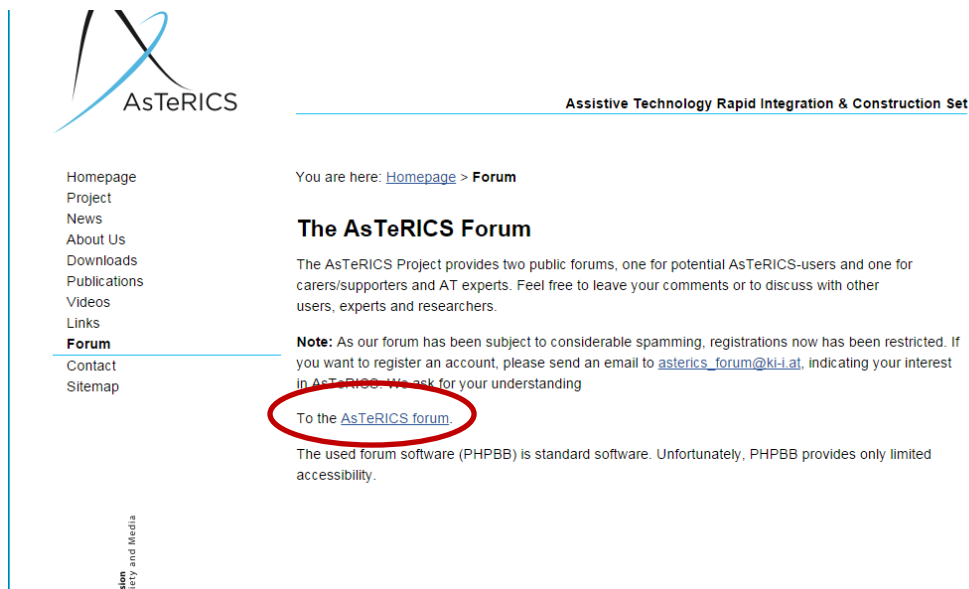 AsTeRICS
Assistive Technology Rapid Integration & Construction Set
Homepage
Project
News
About Us
Downloads
Publications
Videos
Links
Forum
Contact
Sitemap
You are here: Homepage > Forum
The AsTeRICS Forum
The AsTeRICS Project provides two public forums, one for potential AsTeRICS-users and one for
carers/supporters and AT experts. Feel free to leave your comments or to discuss with other
users, experts and researchers.
Note: As our forum has been subject to considerable spamming, registrations now has been restricted. If
you want to register an account, please send an email to asterics_forum@ki-i.at, indicating your interest
in AsTeRICS. We ask for your understanding
To the AsTeRICS forum.
The used forum software (PHPBB) is standard software. Unfortunately, PHPBB provides only limited
accessibility.
and Media